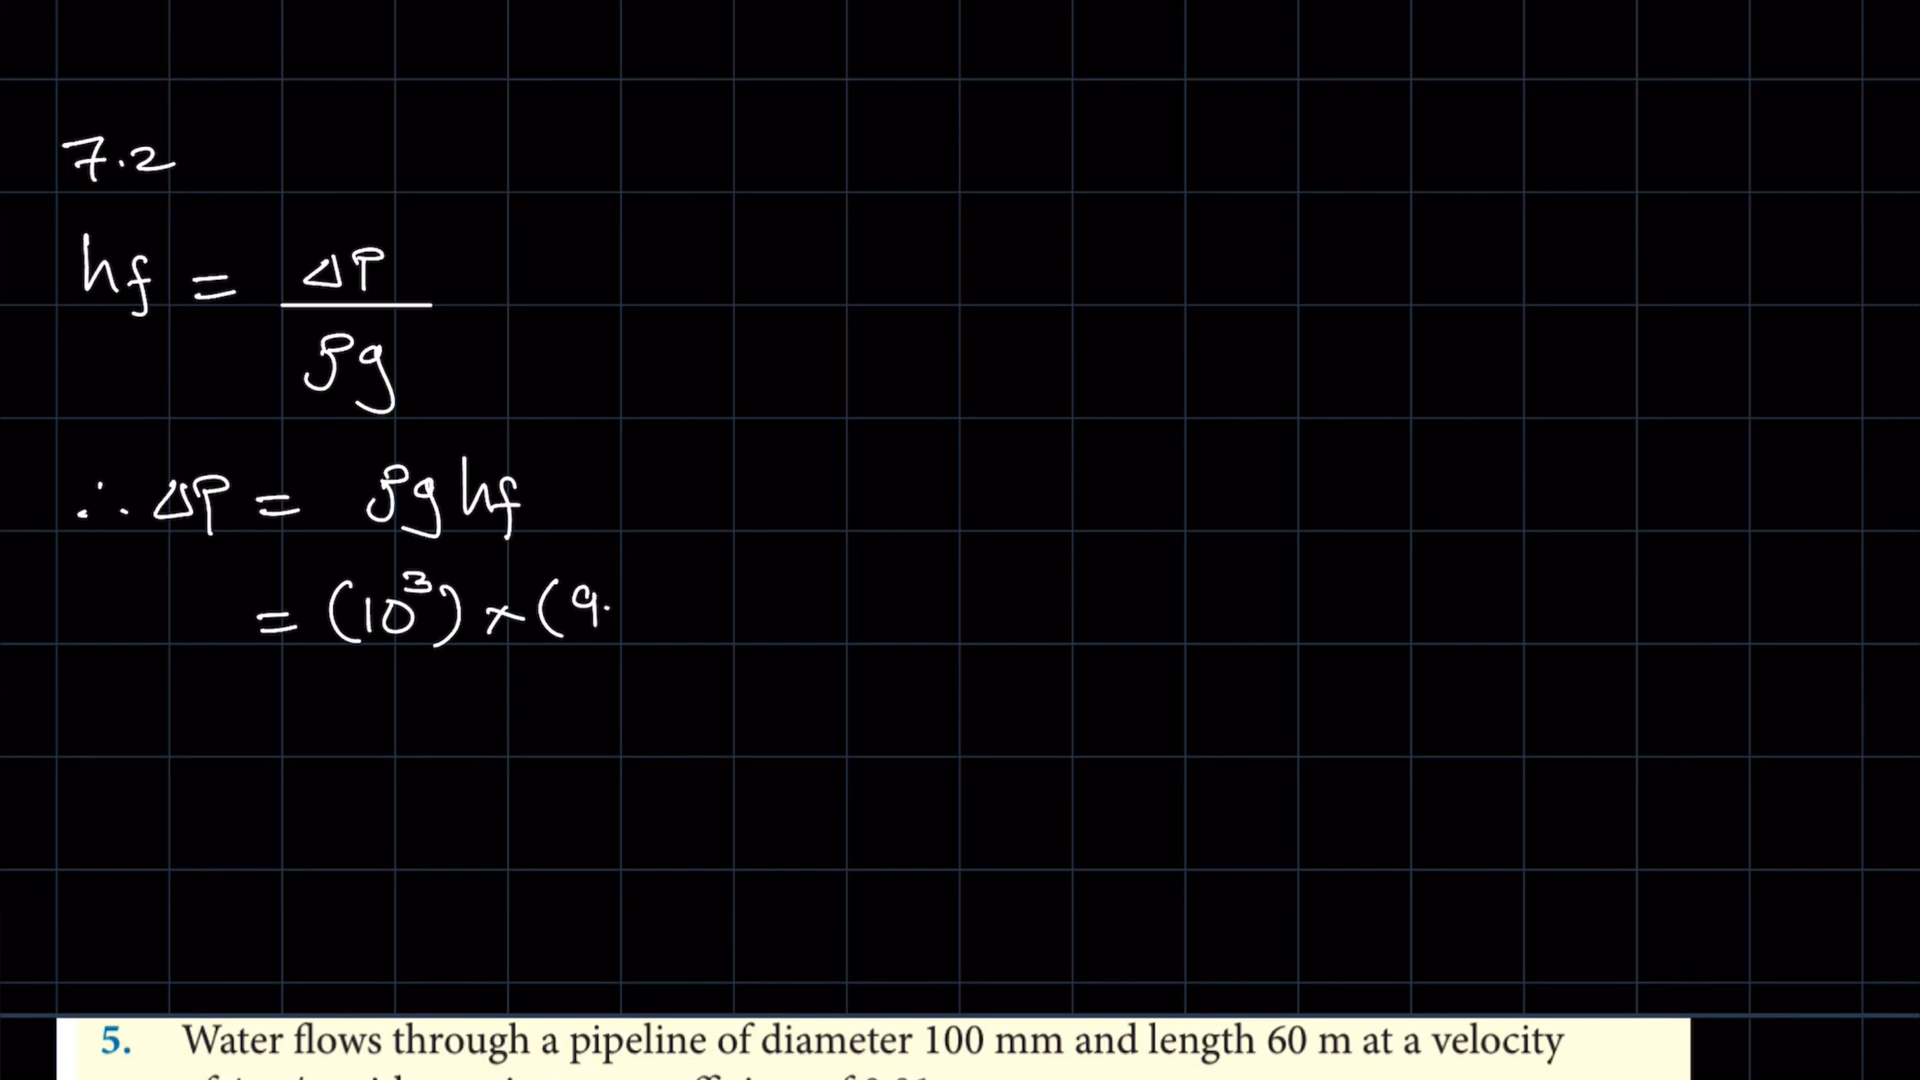 7.2
hf = ΔP / ρg
∴ ΔP = ρg hf
= (10³) × (9.
5. Water flows through a pipeline of diameter 100 mm and length 60 m at a velocity